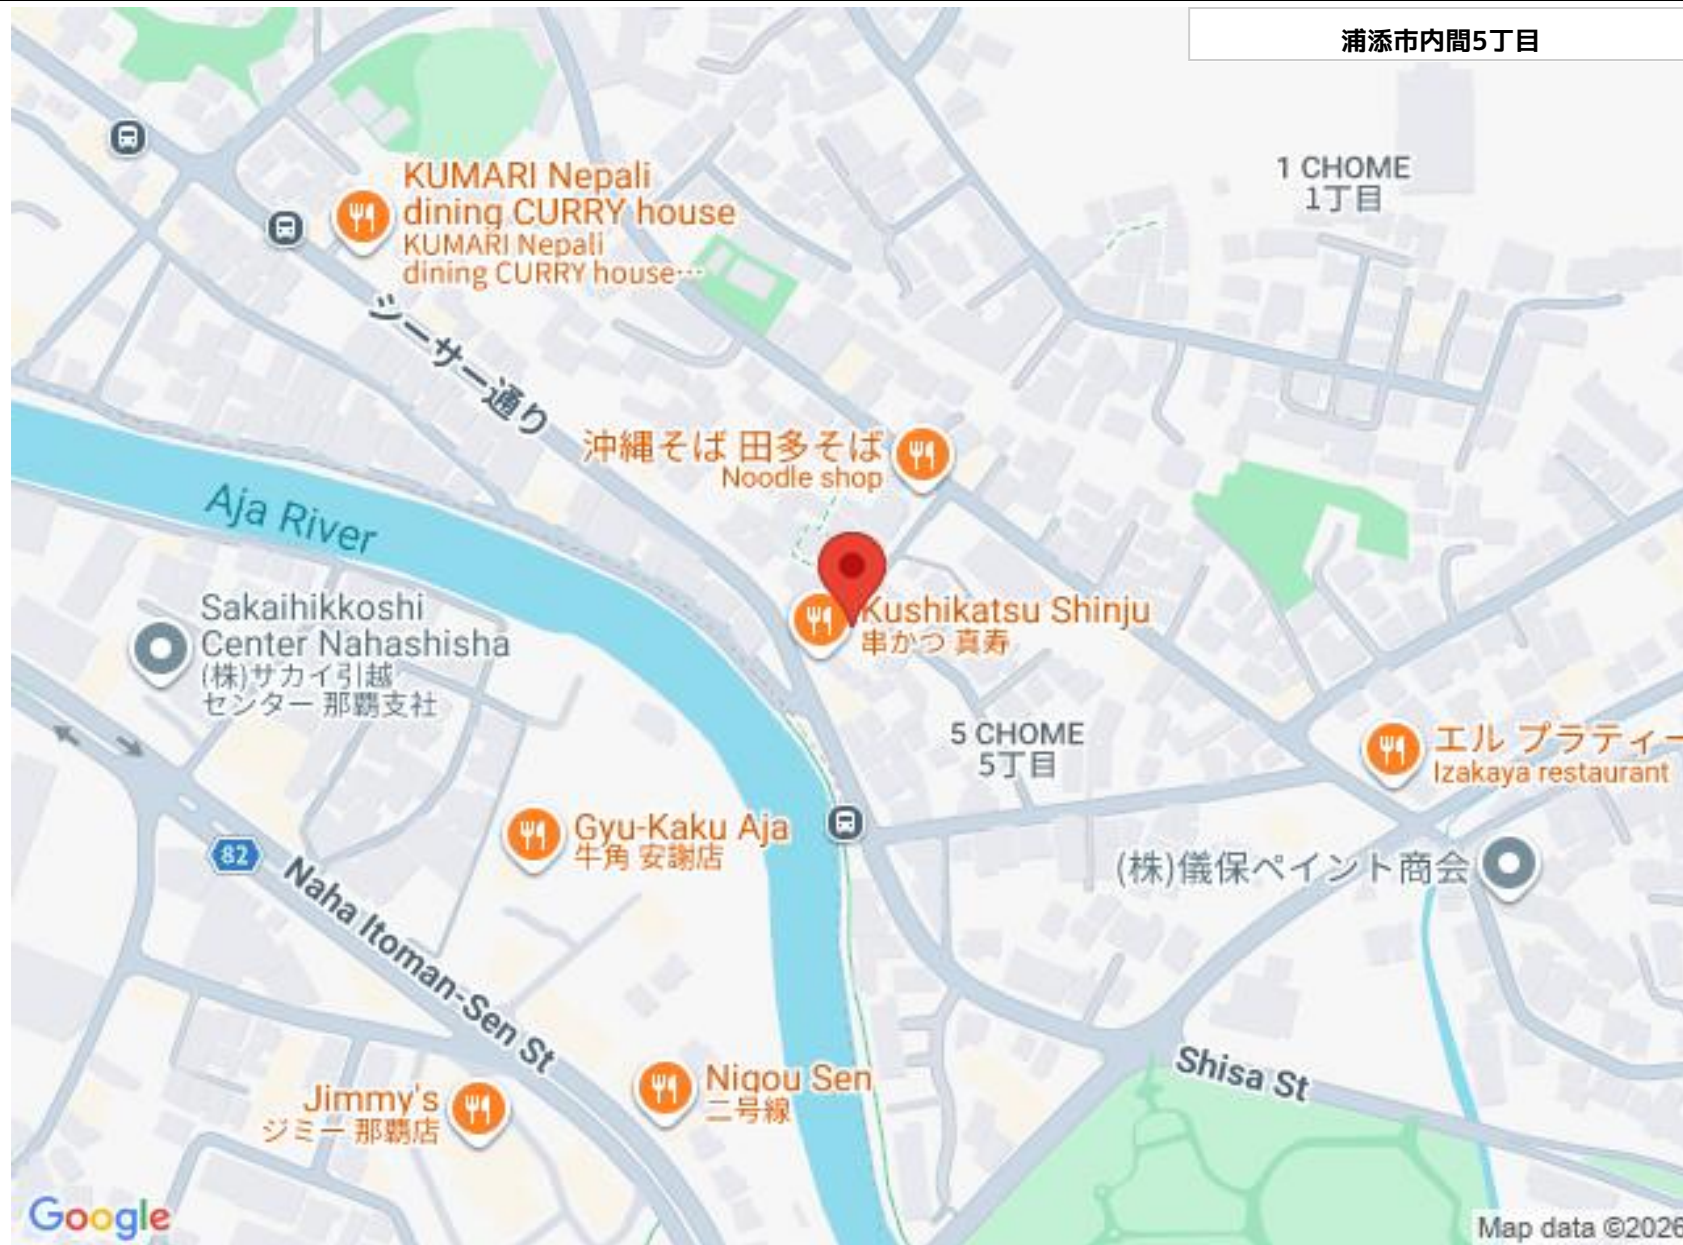 浦添市内間5丁目
1 CHOME
1丁目
KUMARI Nepali
dining CURRY house
KUMARI Nepali
dining CURRY house…
シーサー通り
沖縄そば 田多そば
Noodle shop
Aja River
Sakaihikkoshi
Center Nahashisha
(株)サカイ引越
センター 那覇支社
Kushikatsu Shinju
串かつ 真寿
5 CHOME
5丁目
エル プラティー
Izakaya restaurant
Gyu-Kaku Aja
牛角 安謝店
(株)儀保ペイント商会
82
Naha Itoman-Sen St
Nigou Sen
二号線
Shisa St
Jimmy's
ジミー 那覇店
Google
Map data ©2026